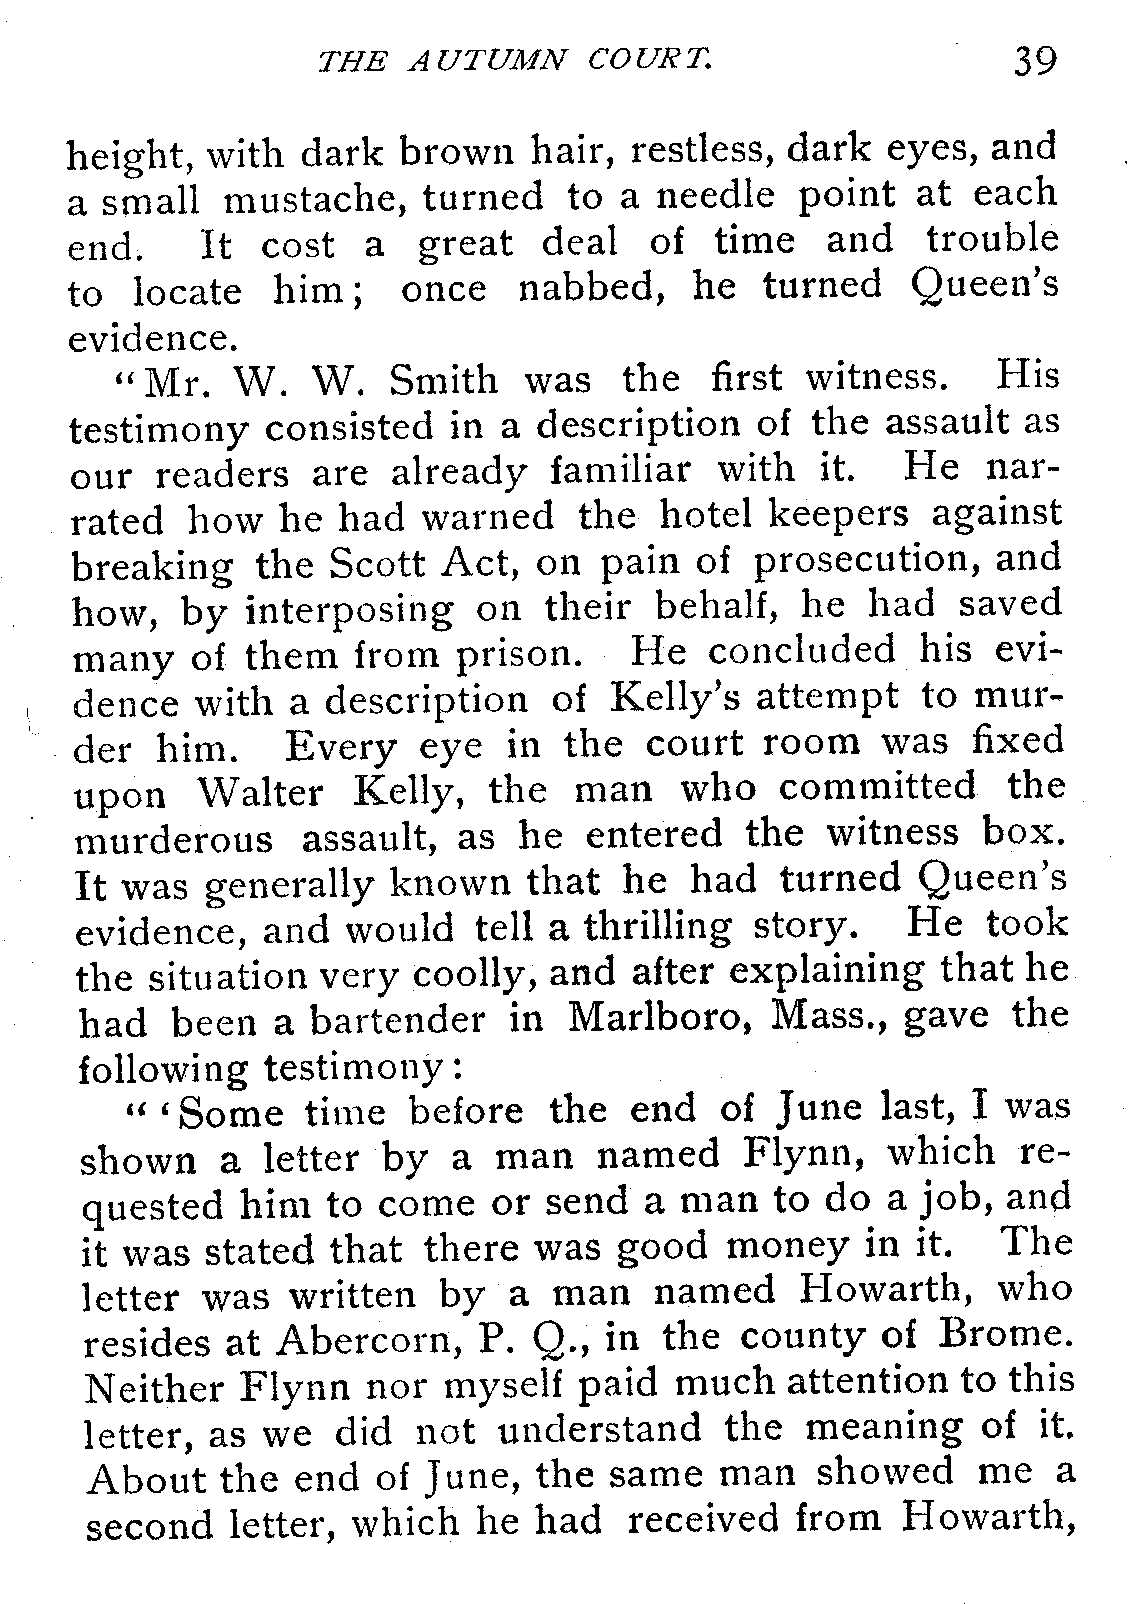 THE AUTUMN COURT. 39
height, with dark brown hair, restless, dark eyes, and
a small mustache, turned to a needle point at each
end. It cost a great deal of time and trouble
to locate him; once nabbed, he turned Queen's
evidence.
"Mr. W. W. Smith was the first witness. His
testimony consisted in a description of the assault as
our readers are already familiar with it. He nar-
rated how he had warned the hotel keepers against
breaking the Scott Act, on pain of prosecution, and
how, by interposing on their behalf, he had saved
many of them from prison. He concluded his evi-
dence with a description of Kelly's attempt to mur-
der him. Every eye in the court room was fixed
upon Walter Kelly, the man who committed the
murderous assault, as he entered the witness box.
It was generally known that he had turned Queen's
evidence, and would tell a thrilling story. He took
the situation very coolly, and after explaining that he
had been a bartender in Marlboro, Mass., gave the
following testimony:
"'Some time before the end of June last, I was
shown a letter by a man named Flynn, which re-
quested him to come or send a man to do a job, and
it was stated that there was good money in it. The
letter was written by a man named Howarth, who
resides at Abercorn, P. Q., in the county of Brome.
Neither Flynn nor myself paid much attention to this
letter, as we did not understand the meaning of it.
About the end of June, the same man showed me a
second letter, which he had received from Howarth,